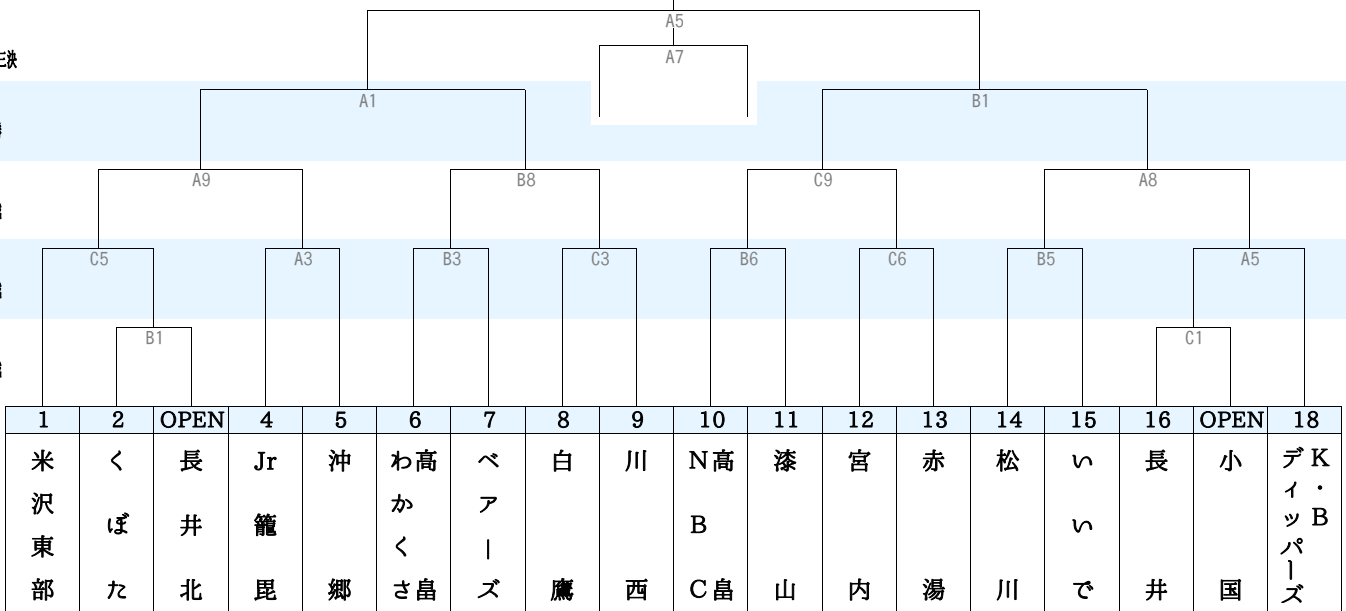 A5
A7
A1
B1
A9
B8
C9
A8
C5
A3
B3
C3
B6
C6
B5
A5
B1
C1
1
2
OPEN
4
5
6
7
8
9
10
11
12
13
14
15
16
OPEN
18
米沢東部
くぼた
長井北
Jr籠毘
沖郷
高畠
わかくさ
ベアーズ
白鷹
川西
高畠
NBC
漆山
宮内
赤湯
松川
いいで
長井
小国
K・B
ディッパーズ